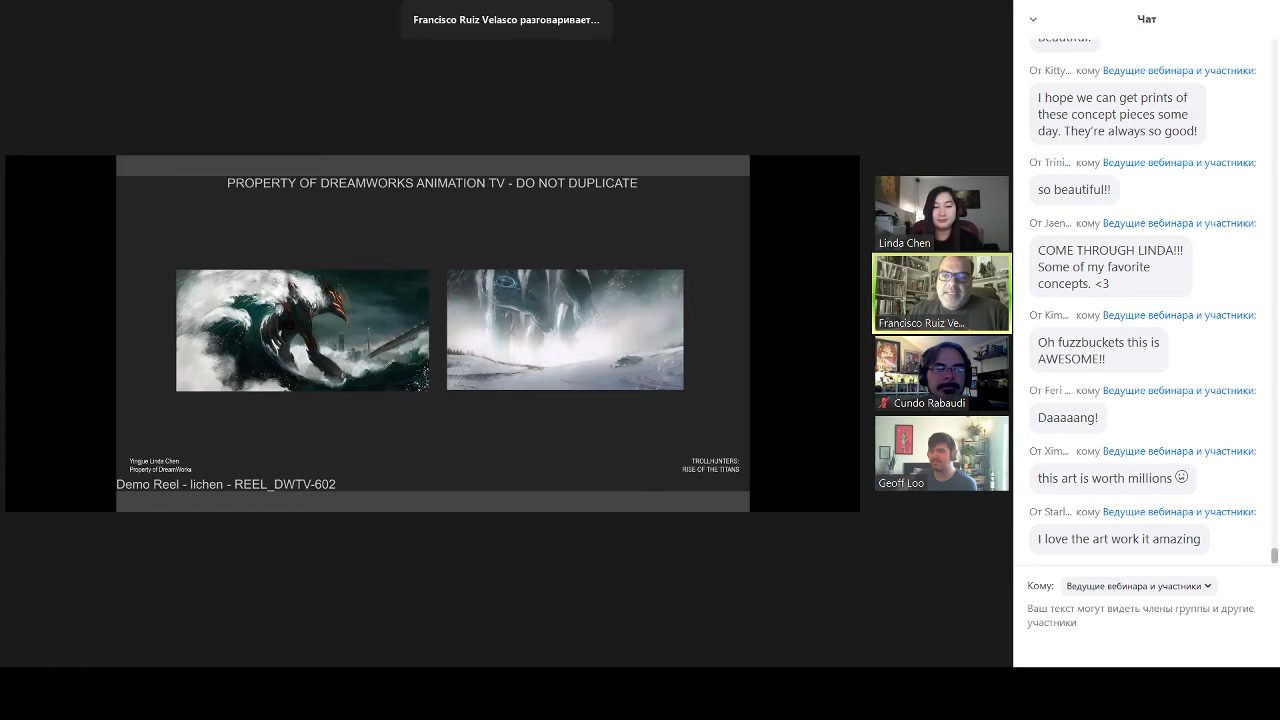 Francisco Ruiz Velasco разговаривает...
PROPERTY OF DREAMWORKS ANIMATION TV - DO NOT DUPLICATE
Yingjue Linda Chen
Property of DreamWorks
TROLLHUNTERS:
RISE OF THE TITANS
Demo Reel - lichen - REEL_DWTV-602
Linda Chen
Francisco Ruiz Ve...
Cundo Rabaudi
Geoff Loo
Чат
Beautiful!
От Kitty... кому Ведущие вебинара и участники:
I hope we can get prints of
these concept pieces some
day. They’re always so good!
От Trini... кому Ведущие вебинара и участники:
so beautiful!!
От Jaen... кому Ведущие вебинара и участники:
COME THROUGH LINDA!!!
Some of my favorite
concepts. <3
От Kim... кому Ведущие вебинара и участники:
Oh fuzzbuckets this is
AWESOME!!
От Feri ... кому Ведущие вебинара и участники:
Daaaaang!
От Xim... кому Ведущие вебинара и участники:
this art is worth millions
От Starl... кому Ведущие вебинара и участники:
I love the art work it amazing
Кому: Ведущие вебинара и участники
Ваш текст могут видеть члены группы и другие
участники